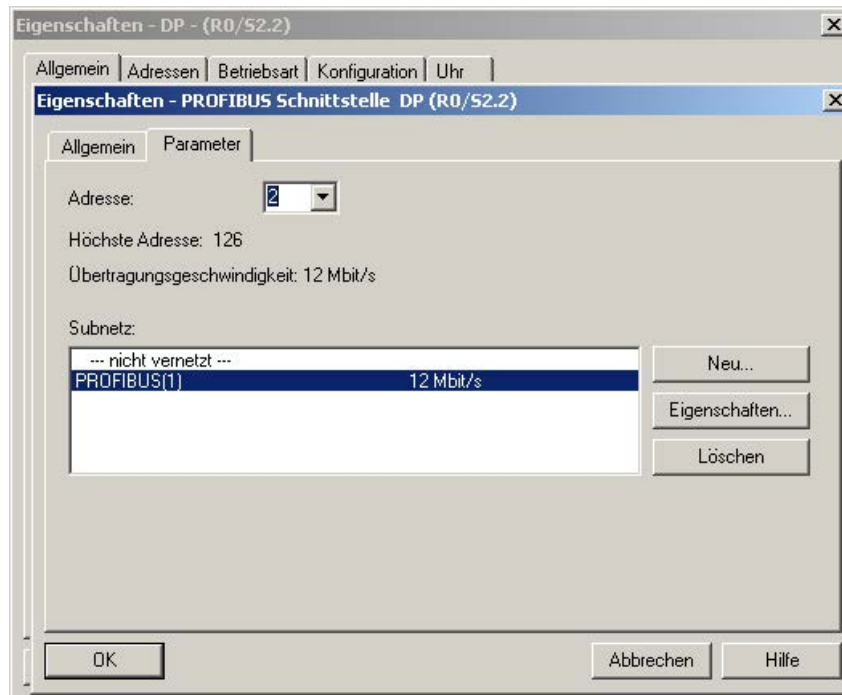 Eigenschaften - DP - (R0/S2.2)
Allgemein Adressen Betriebsart Konfiguration Uhr
Eigenschaften - PROFIBUS Schnittstelle DP (R0/S2.2)
Allgemein Parameter
Adresse: 2
Höchste Adresse: 126
Übertragungsgeschwindigkeit: 12 Mbit/s
Subnetz:
--- nicht vernetzt ---
PROFIBUS(1) 12 Mbit/s
Neu...
Eigenschaften...
Löschen
OK Abbrechen Hilfe